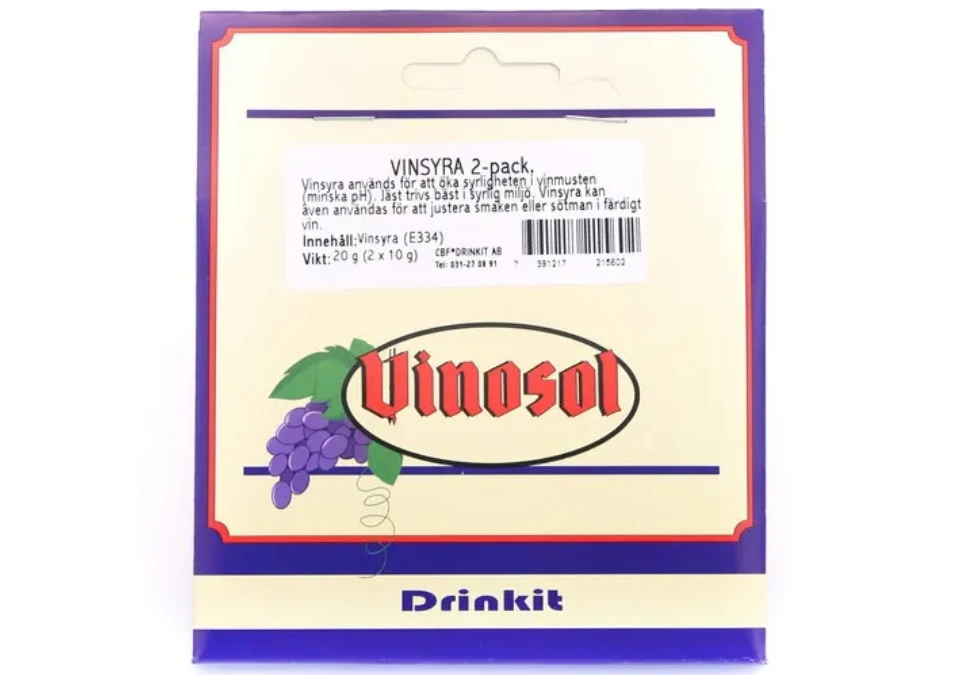 VINSYRA 2-pack.
Vinsyra används för att öka syrligheten i vinmusten
(minska pH). Jäst trivs bäst i syrlig miljö. Vinsyra kan
även användas för att justera smaken eller sötman i färdigt
vin.
Innehåll:Vinsyra (E334)
Vikt: 20 g (2 x 10 g)
CBF*DRINKIT AB
Tel: 031-27 08 91
7 391217 215602
Vinosol
Drinkit